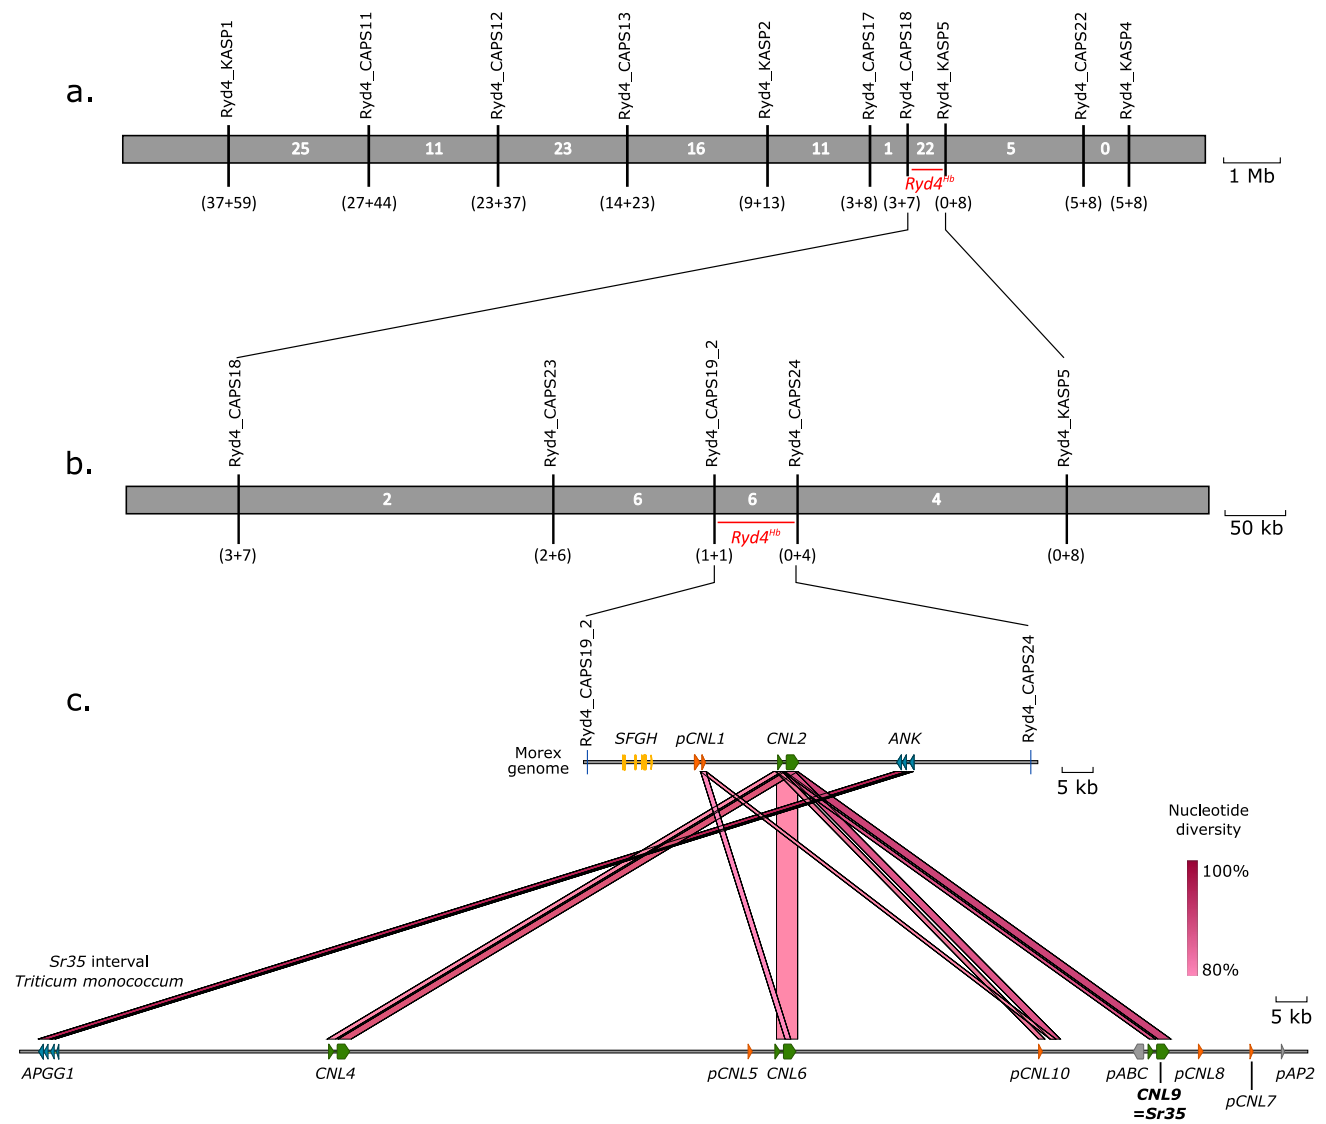 a.
Ryd4_KASP1
Ryd4_CAPS11
Ryd4_CAPS12
Ryd4_CAPS13
Ryd4_KASP2
Ryd4_CAPS17
Ryd4_CAPS18
Ryd4_KASP5
Ryd4_CAPS22
Ryd4_KASP4
25 11 23 16 11 1 22 5 0
1 Mb
Ryd4Hb
(37+59) (27+44) (23+37) (14+23) (9+13) (3+8) (3+7) (0+8) (5+8) (5+8)
b.
Ryd4_CAPS18
Ryd4_CAPS23
Ryd4_CAPS19_2
Ryd4_CAPS24
Ryd4_KASP5
2 6 6 4
50 kb
Ryd4Hb
(3+7) (2+6) (1+1) (0+4) (0+8)
c.
Ryd4_CAPS19_2
Ryd4_CAPS24
SFGH pCNL1 CNL2 ANK
Morex
genome
5 kb
Nucleotide
diversity
100%
80%
Sr35 interval
Triticum monococcum
5 kb
APGG1 CNL4 pCNL5 CNL6 pCNL10 pABC pCNL8 pAP2
CNL9
=Sr35
pCNL7